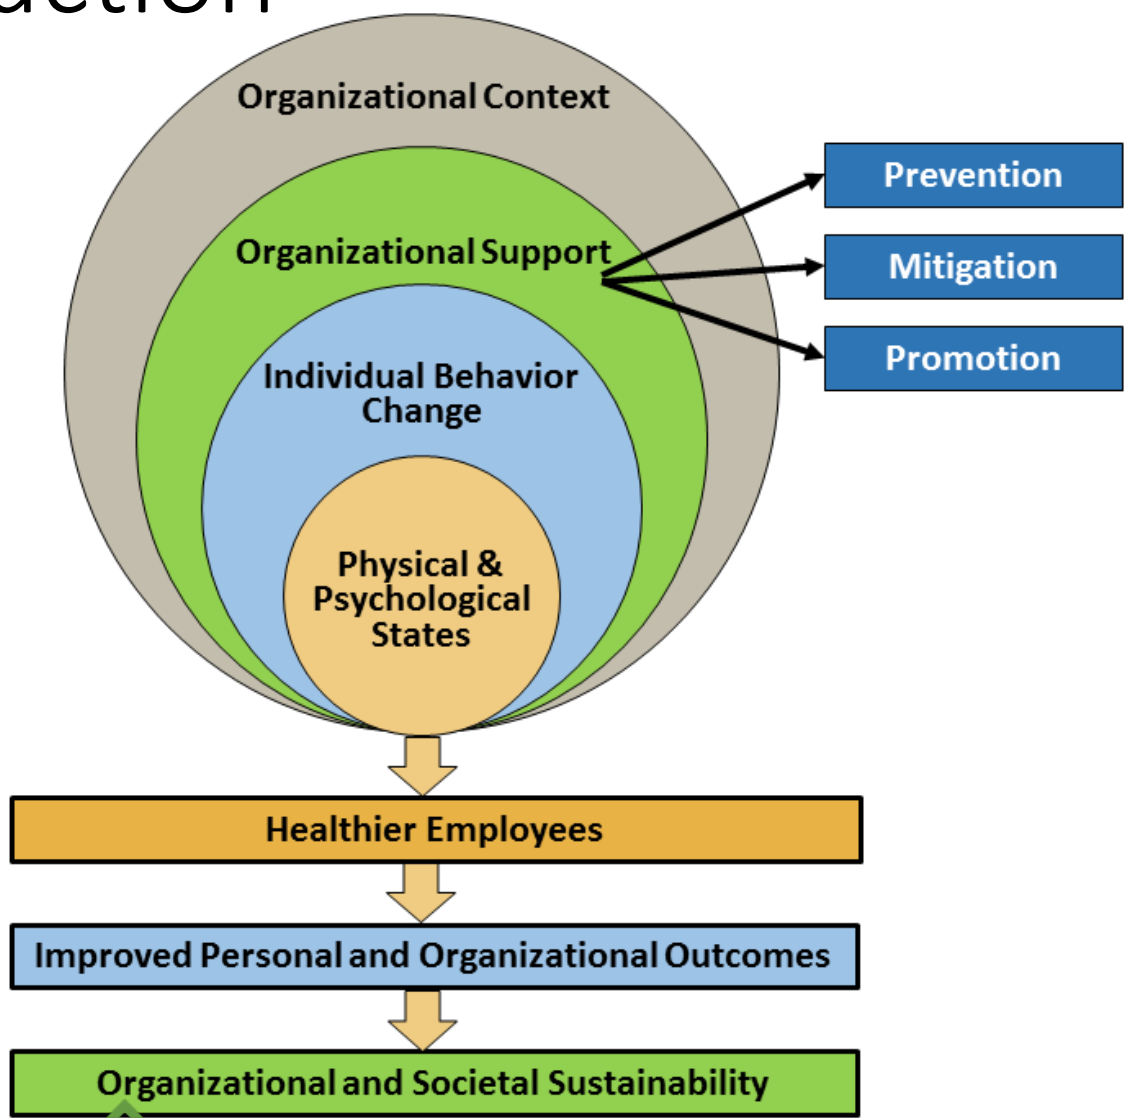 Organizational Context
Prevention
Organizational Support
Mitigation
Promotion
Individual Behavior
Change
Physical &
Psychological
States
Healthier Employees
Improved Personal and Organizational Outcomes
Organizational and Societal Sustainability